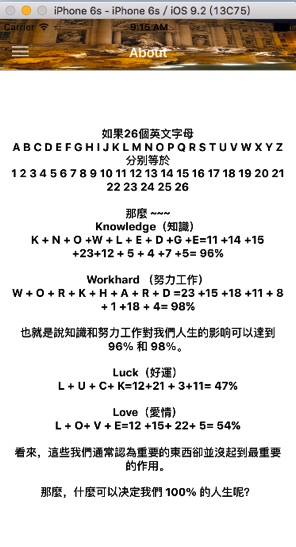 iPhone 6s - iPhone 6s / iOS 9.2 (13C75)
Carrier 9:15 AM
About
如果26個英文字母
A B C D E F G H I J K L M N O P Q R S T U V W X Y Z
分別等於
1 2 3 4 5 6 7 8 9 10 11 12 13 14 15 16 17 18 19 20 21
22 23 24 25 26
那麼 ~~~
Knowledge（知識）
K + N + O +W + L + E + D +G +E=11 +14 +15
+23+12 + 5 + 4 +7 +5= 96%
Workhard （努力工作）
W + O + R + K + H + A + R + D =23 +15 +18 +11 + 8
+ 1 +18 + 4= 98%
也就是說知識和努力工作對我們人生的影响可以達到
96% 和 98%。
Luck（好運）
L + U + C+ K=12+21 + 3+11= 47%
Love（愛情）
L + O+ V + E=12 +15+ 22+ 5= 54%
看來，這些我們通常認為重要的東西卻並沒起到最重要
的作用。
那麼，什麼可以決定我們 100% 的人生呢？